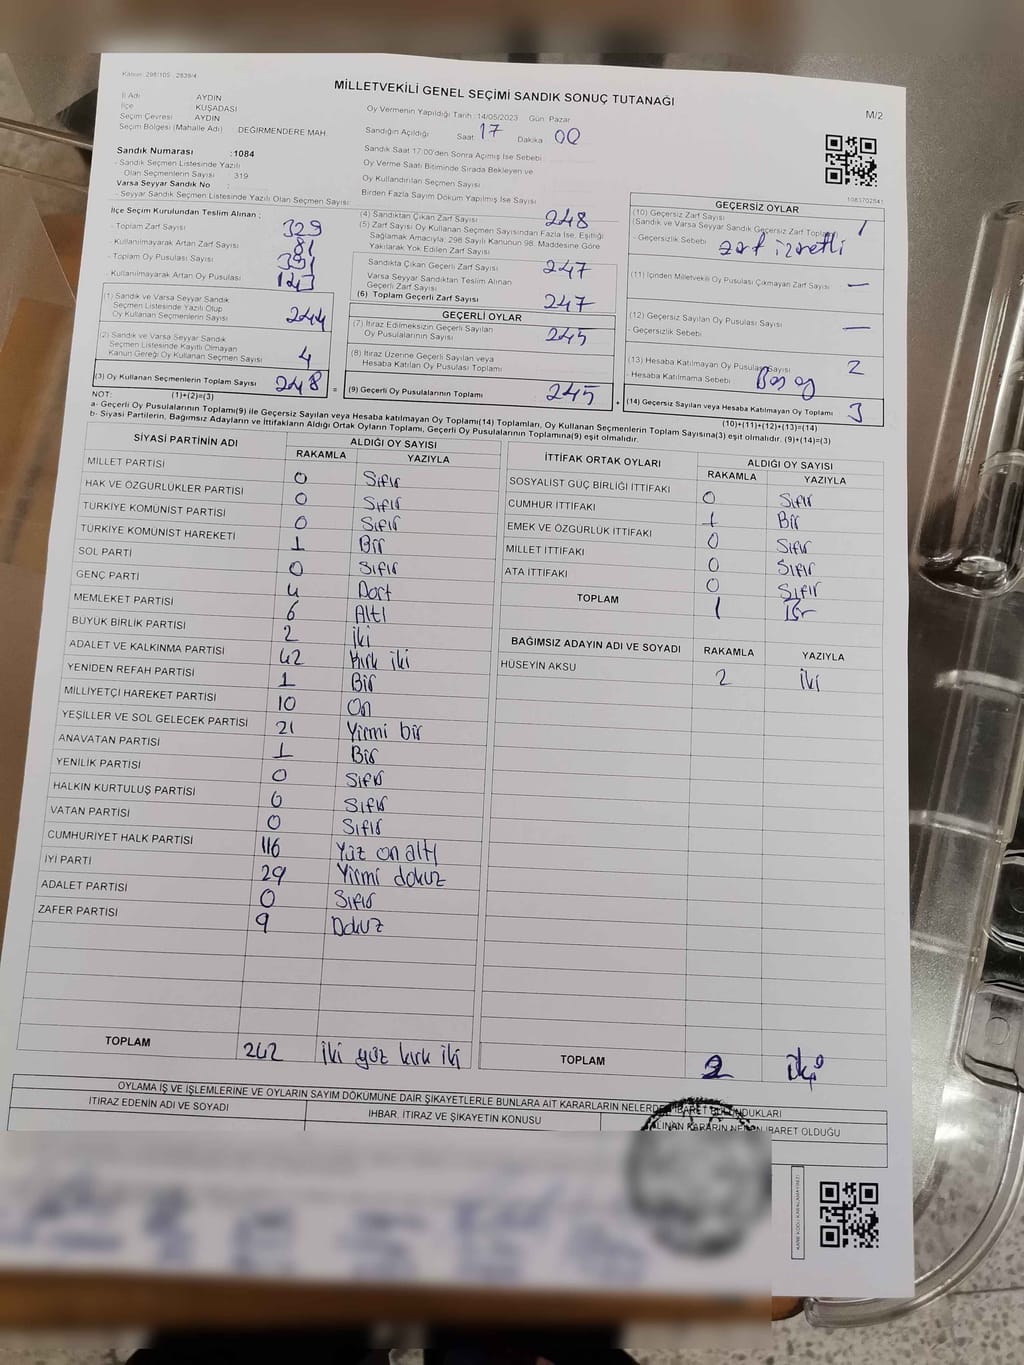 Kanun: 298/105 , 2839/4
MİLLETVEKİLİ GENEL SEÇİMİ SANDIK SONUÇ TUTANAĞI
M/2
İl Adı AYDIN
İlçe KUŞADASI
Seçim Çevresi AYDIN
Seçim Bölgesi (Mahalle Adı) DEĞİRMENDERE MAH.
Oy Vermenin Yapıldığı Tarih : 14/05/2023 Gün: Pazar
Sandığın Açıldığı Saat 17 Dakika 00
Sandık Saat 17:00'den Sonra Açımış İse Sebebi
Oy Verme Saati Bitiminde Sırada Bekleyen ve
Oy Kullandırılan Seçmen Sayısı
Birden Fazla Sayım Döküm Yapılmış İse Sayısı
Sandık Numarası :1084
- Sandık Seçmen Listesinde Yazılı
Olan Seçmenlerin Sayısı : 319
Varsa Seyyar Sandık No :
- Seyyar Sandık Seçmen Listesinde Yazılı Olan Seçmen Sayısı
1083702541
İlçe Seçim Kurulundan Teslim Alınan ;
- Toplam Zarf Sayısı 329
- Kullanılmayarak Artan Zarf Sayısı 81
- Toplam Oy Pusulası Sayısı 391
- Kullanılmayarak Artan Oy Pusulası 143
(1) Sandık ve Varsa Seyyar Sandık
Seçmen Listesinde Yazılı Olup
Oy Kullanan Seçmenlerin Sayısı 244
(2) Sandık ve Varsa Seyyar Sandık
Seçmen Listesinde Kayıtlı Olmayan
Kanun Gereği Oy Kullanan Seçmen Sayısı 4
(3) Oy Kullanan Seçmenlerin Toplam Sayısı 248 =
(4) Sandıktan Çıkan Zarf Sayısı 248
(5) Zarf Sayısı Oy Kullanan Seçmen Sayısından Fazla İse, Eşitliği
Sağlamak Amacıyla; 298 Sayılı Kanunun 98. Maddesine Göre
Yakılarak Yok Edilen Zarf Sayısı
Sandıkta Çıkan Geçerli Zarf Sayısı 247
Varsa Seyyar Sandıktan Teslim Alınan
Geçerli Zarf Sayısı
(6) Toplam Geçerli Zarf Sayısı 247
GEÇERLİ OYLAR
(7) İtiraz Edilmeksizin Geçerli Sayılan
Oy Pusulalarının Sayısı 245
(8) İtiraz Üzerine Geçerli Sayılan veya
Hesaba Katılan Oy Pusulası Toplamı
(9) Geçerli Oy Pusulalarının Toplamı 245 +
GEÇERSİZ OYLAR
(10) Geçersiz Zarf Sayısı
(Sandık ve Varsa Seyyar Sandık Geçersiz Zarf Toplamı) 1
- Geçersizlik Sebebi zarf izretli
(11) İçinden Milletvekili Oy Pusulası Çıkmayan Zarf Sayısı —
(12) Geçersiz Sayılan Oy Pusulası Sayısı —
- Geçersizlik Sebebi
(13) Hesaba Katılmayan Oy Pusulası Sayısı 2
- Hesaba Katılmama Sebebi Boş oy
(14) Geçersiz Sayılan veya Hesaba Katılmayan Oy Toplamı 3
NOT: (1)+(2)=(3) (10)+(11)+(12)+(13)=(14)
a- Geçerli Oy Pusulalarının Toplamı(9) ile Geçersiz Sayılan veya Hesaba katılmayan Oy Toplamı(14) Toplamları, Oy Kullanan Seçmenlerin Toplam Sayısına(3) eşit olmalıdır. (9)+(14)=(3)
b- Siyasi Partilerin, Bağımsız Adayların ve İttifakların Aldığı Ortak Oyların Toplamı, Geçerli Oy Pusulalarının Toplamına(9) eşit olmalıdır.
SİYASİ PARTİNİN ADI ALDIĞI OY SAYISI
RAKAMLA YAZIYLA
MİLLET PARTİSİ 0 Sıfır
HAK VE ÖZGÜRLÜKLER PARTİSİ 0 Sıfır
TÜRKİYE KOMÜNİST PARTİSİ 0 Sıfır
TÜRKİYE KOMÜNİST HAREKETİ 1 Bir
SOL PARTİ 0 Sıfır
GENÇ PARTİ 4 Dört
MEMLEKET PARTİSİ 6 Altı
BÜYÜK BİRLİK PARTİSİ 2 İki
ADALET VE KALKINMA PARTİSİ 42 Kırk iki
YENİDEN REFAH PARTİSİ 1 Bir
MİLLİYETÇİ HAREKET PARTİSİ 10 On
YEŞİLLER VE SOL GELECEK PARTİSİ 21 Yirmi bir
ANAVATAN PARTİSİ 1 Bir
YENİLİK PARTİSİ 0 Sıfır
HALKIN KURTULUŞ PARTİSİ 0 Sıfır
VATAN PARTİSİ 0 Sıfır
CUMHURİYET HALK PARTİSİ 116 Yüz on altı
İYİ PARTİ 29 Yirmi dokuz
ADALET PARTİSİ 0 Sıfır
ZAFER PARTİSİ 9 Dokuz
TOPLAM 242 İki yüz kırk iki
İTTİFAK ORTAK OYLARI ALDIĞI OY SAYISI
RAKAMLA YAZIYLA
SOSYALİST GÜÇ BİRLİĞİ İTTİFAKI 0 Sıfır
CUMHUR İTTİFAKI 1 Bir
EMEK VE ÖZGÜRLÜK İTTİFAKI 0 Sıfır
MİLLET İTTİFAKI 0 Sıfır
ATA İTTİFAKI 0 Sıfır
TOPLAM 1 Bir
BAĞIMSIZ ADAYIN ADI VE SOYADI RAKAMLA YAZIYLA
HÜSEYİN AKSU 2 İki
TOPLAM 2 İki
OYLAMA İŞ VE İŞLEMLERİNE VE OYLARIN SAYIM DÖKÜMÜNE DAİR ŞİKAYETLERLE BUNLARA AİT KARARLARIN NELERDEN İBARET BULUNDUKLARI
İTİRAZ EDENİN ADI VE SOYADI
İHBAR, İTİRAZ VE ŞİKAYETİN KONUSU
ALINAN KARARIN NEDEN İBARET OLDUĞU